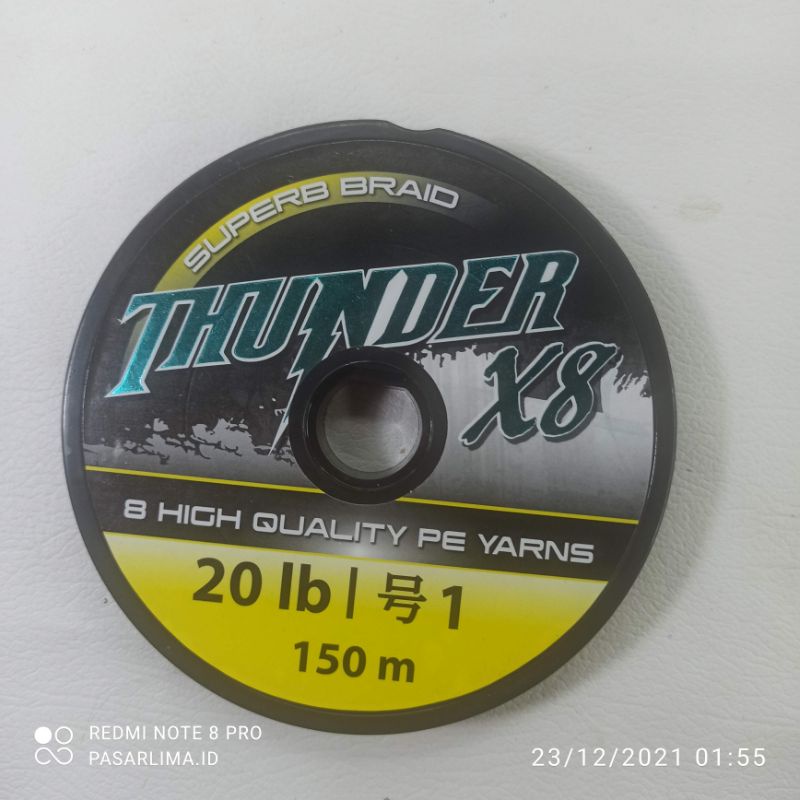 SUPERB BRAID
THUNDER
X8
8 HIGH QUALITY PE YARNS
20 lb | 号 1
150 m
REDMI NOTE 8 PRO
PASARLIMA.ID
23/12/2021 01:55